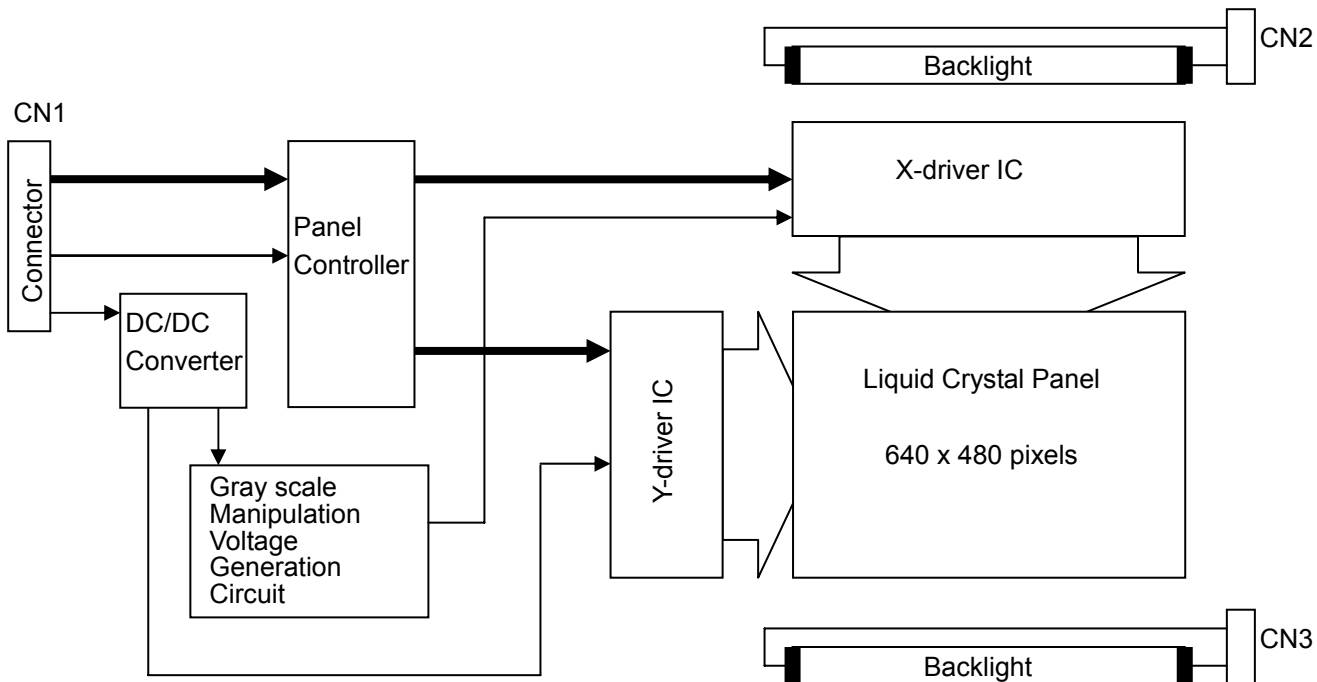 CN2
Backlight
CN1
Connector
Panel
Controller
X-driver IC
DC/DC
Converter
Y-driver IC
Liquid Crystal Panel
640 x 480 pixels
Gray scale
Manipulation
Voltage
Generation
Circuit
CN3
Backlight